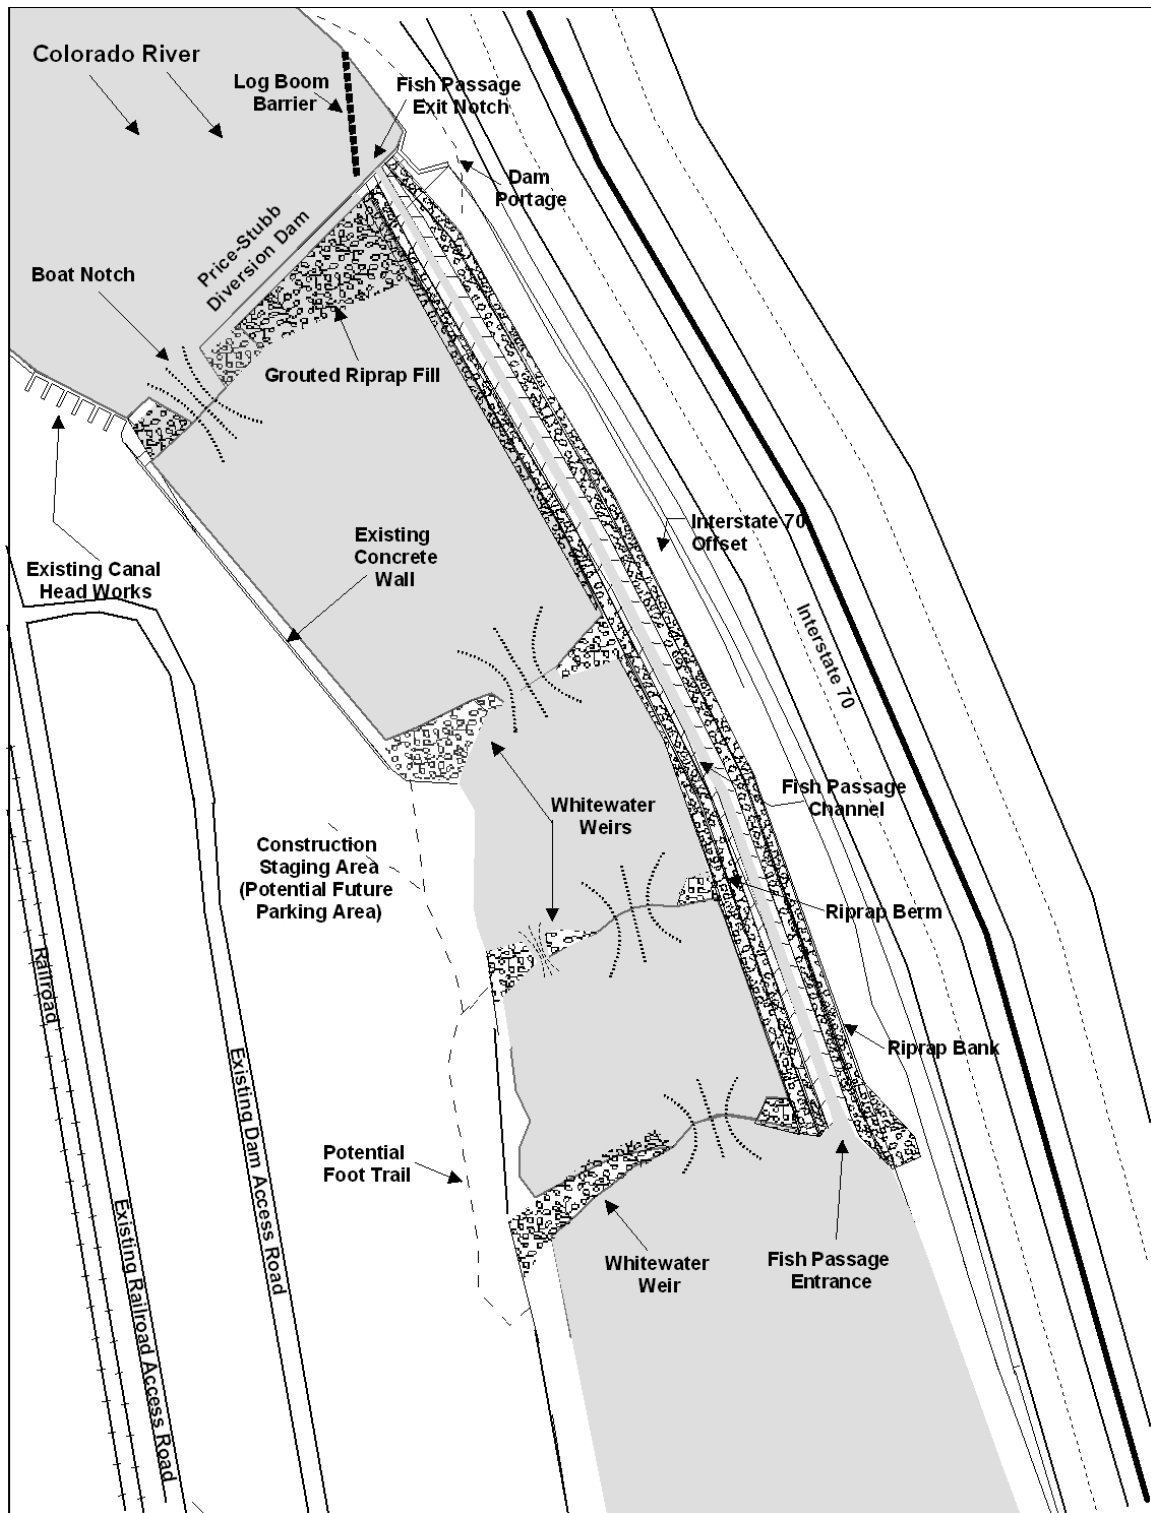 Colorado River
Log Boom
Barrier
Fish Passage
Exit Notch
Dam
Portage
Price-Stubb
Diversion Dam
Boat Notch
Grouted Riprap Fill
Interstate 70
Offset
Existing
Concrete
Wall
Existing Canal
Head Works
Interstate 70
Fish Passage
Channel
Whitewater
Weirs
Construction
Staging Area
(Potential Future
Parking Area)
Riprap Berm
Railroad
Riprap Bank
Existing Dam Access Road
Potential
Foot Trail
Existing Railroad Access Road
Whitewater
Weir
Fish Passage
Entrance